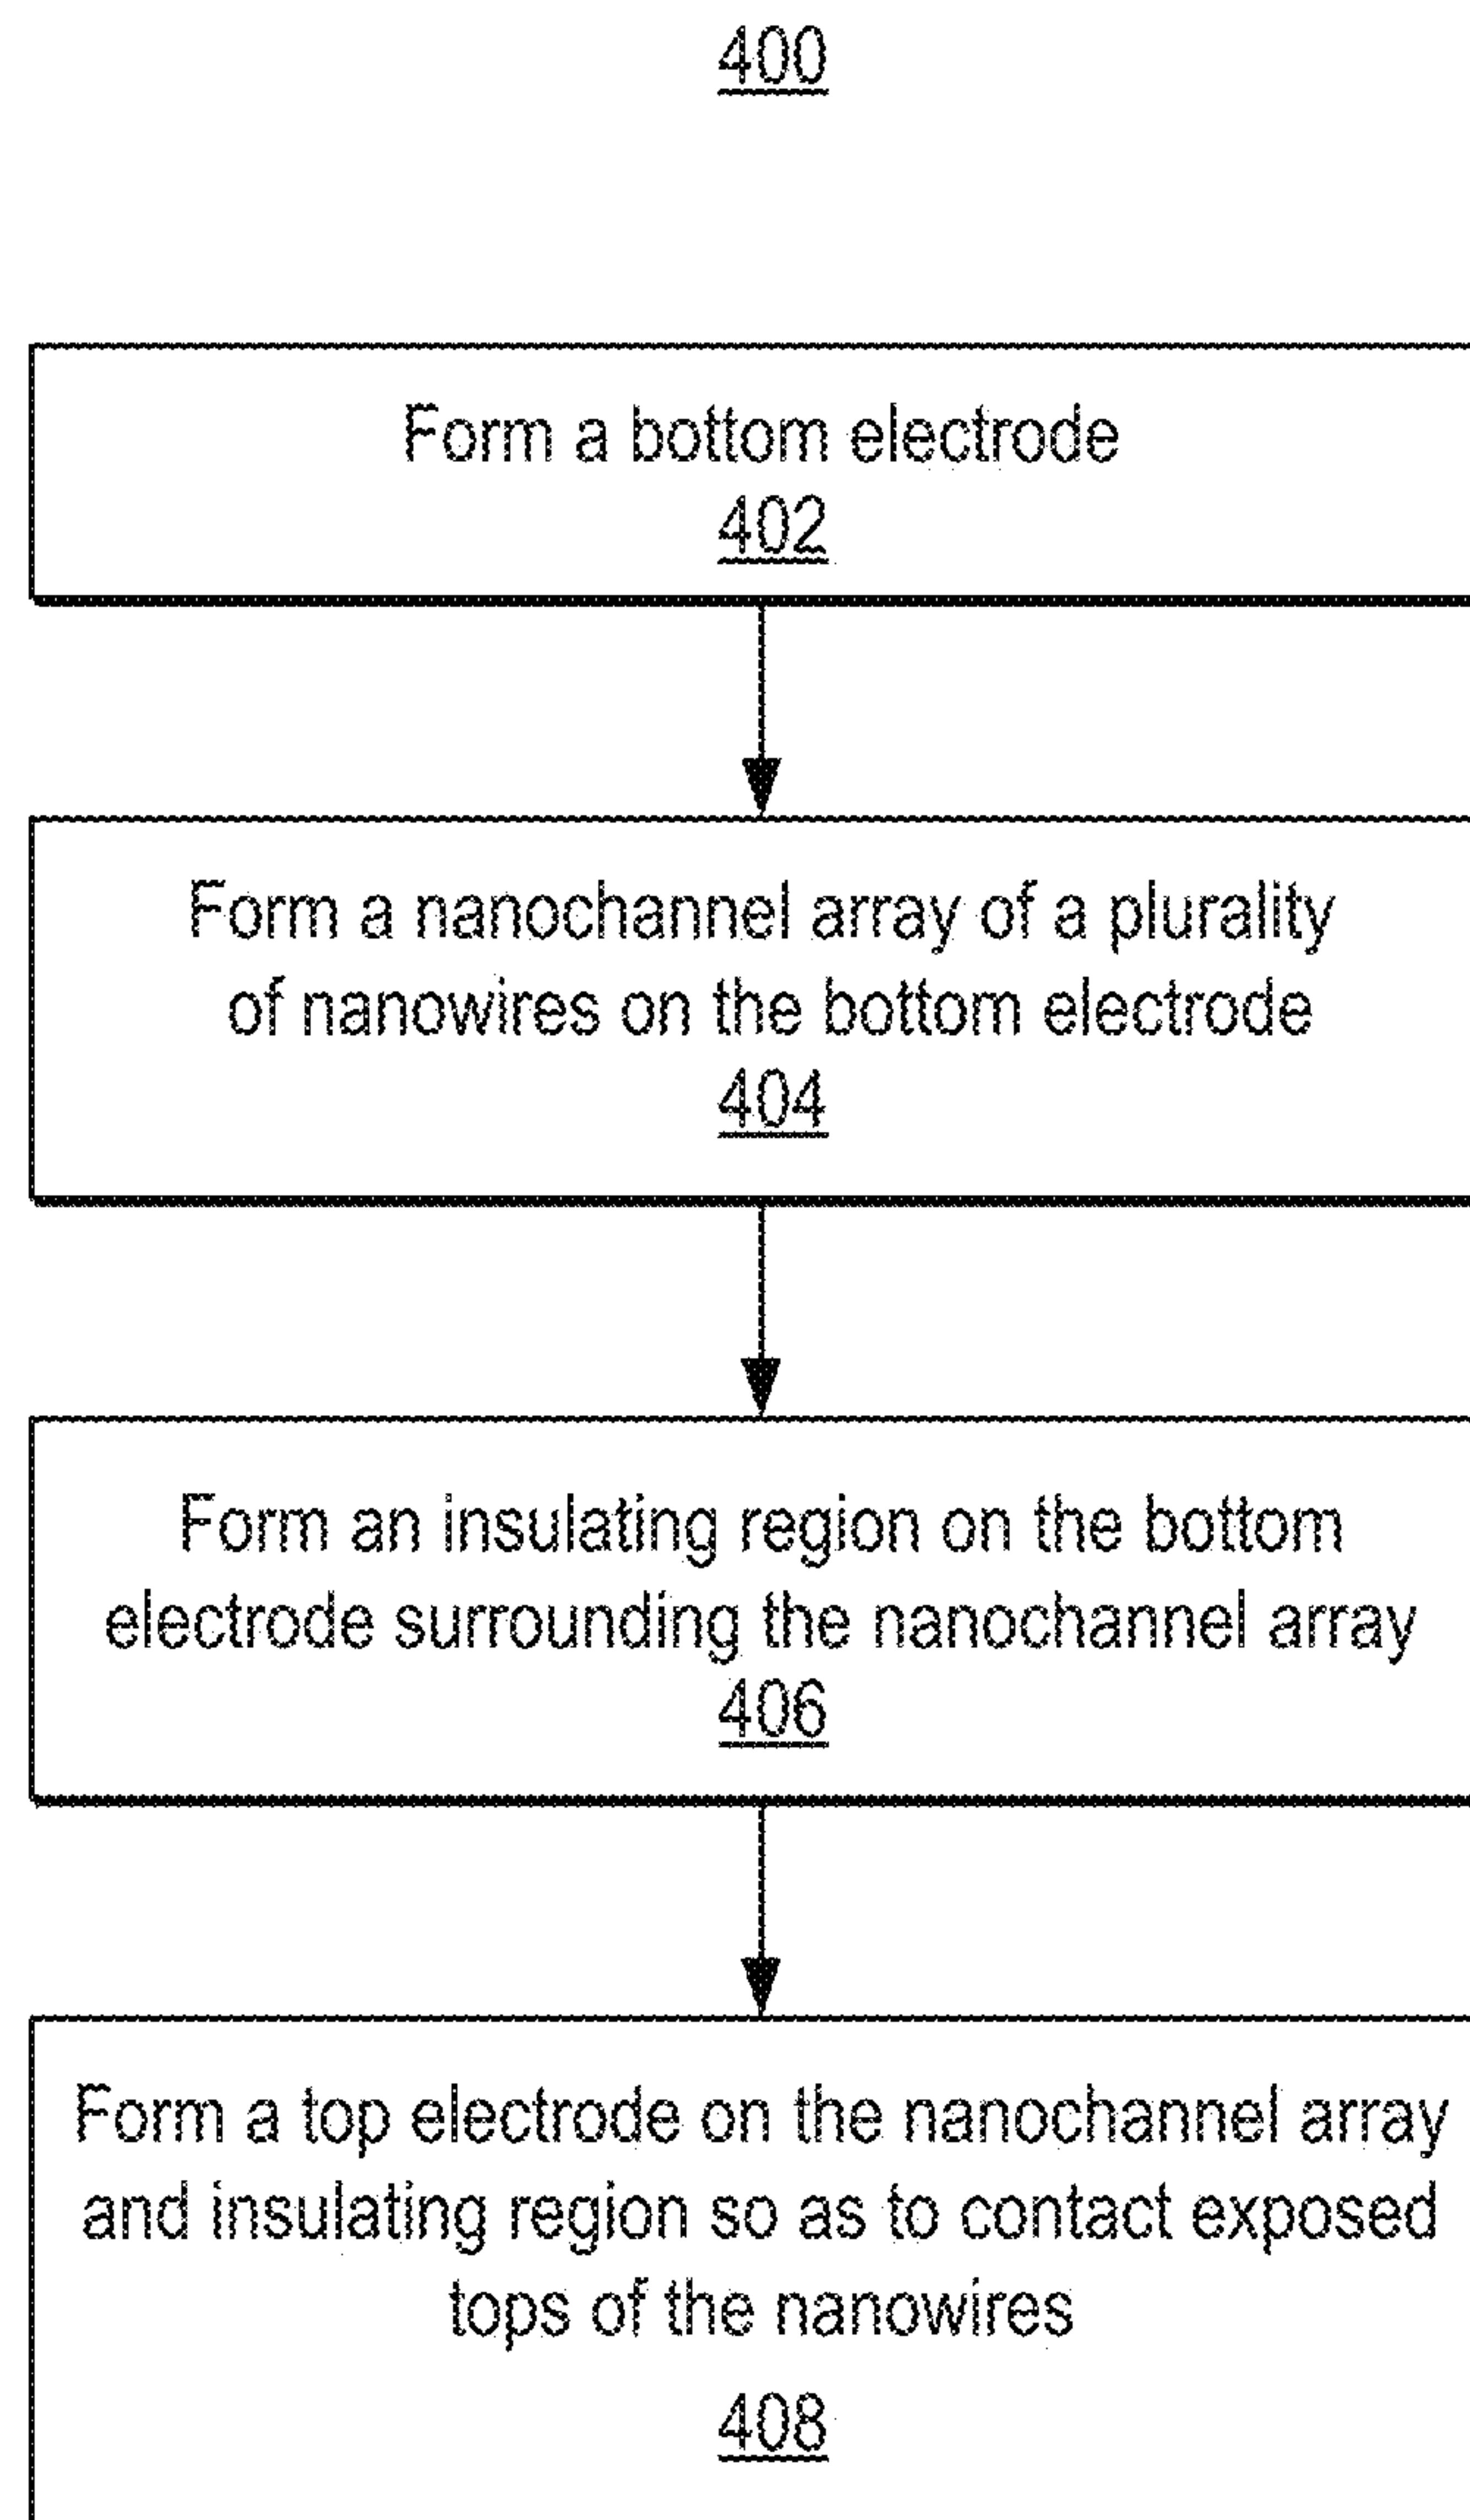 400
Form a bottom electrode
402
Form a nanochannel array of a plurality
of nanowires on the bottom electrode
404
Form an insulating region on the bottom
electrode surrounding the nanochannel array
406
Form a top electrode on the nanochannel array
and insulating region so as to contact exposed
tops of the nanowires
408